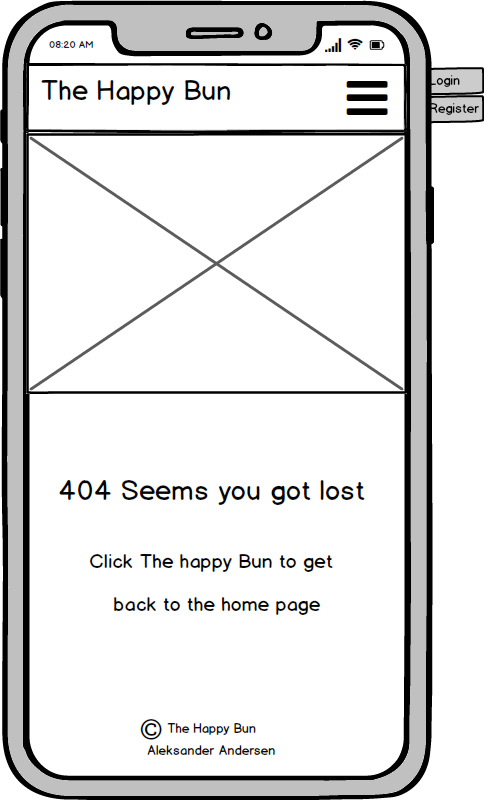 08:20 AM
The Happy Bun
Login
Register
404 Seems you got lost
Click The happy Bun to get
back to the home page
© The Happy Bun
Aleksander Andersen